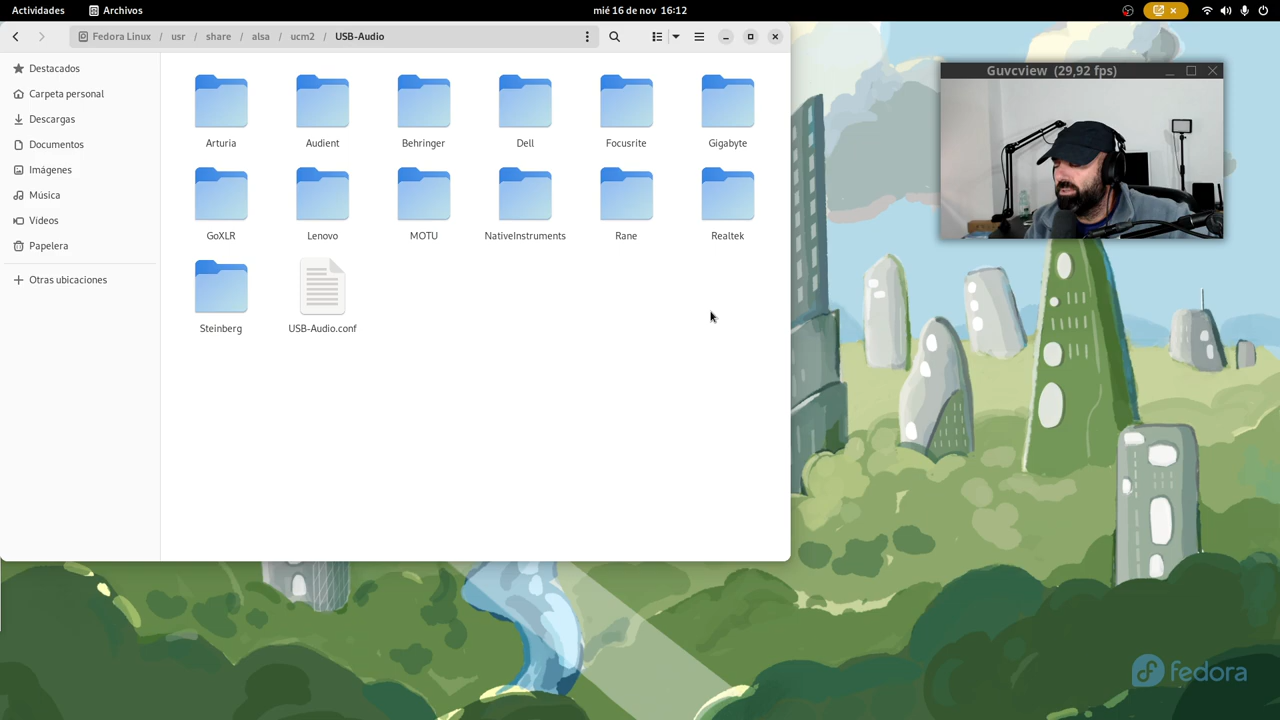 Actividades Archivos mié 16 de nov 16:12
Fedora Linux / usr / share / alsa / ucm2 / USB-Audio
Guvcview (29,92 fps)
Destacados
Carpeta personal
Descargas
Documentos
Imágenes
Música
Vídeos
Papelera
Otras ubicaciones
Arturia Audient Behringer Dell Focusrite Gigabyte
GoXLR Lenovo MOTU NativeInstruments Rane Realtek
Steinberg USB-Audio.conf
fedora